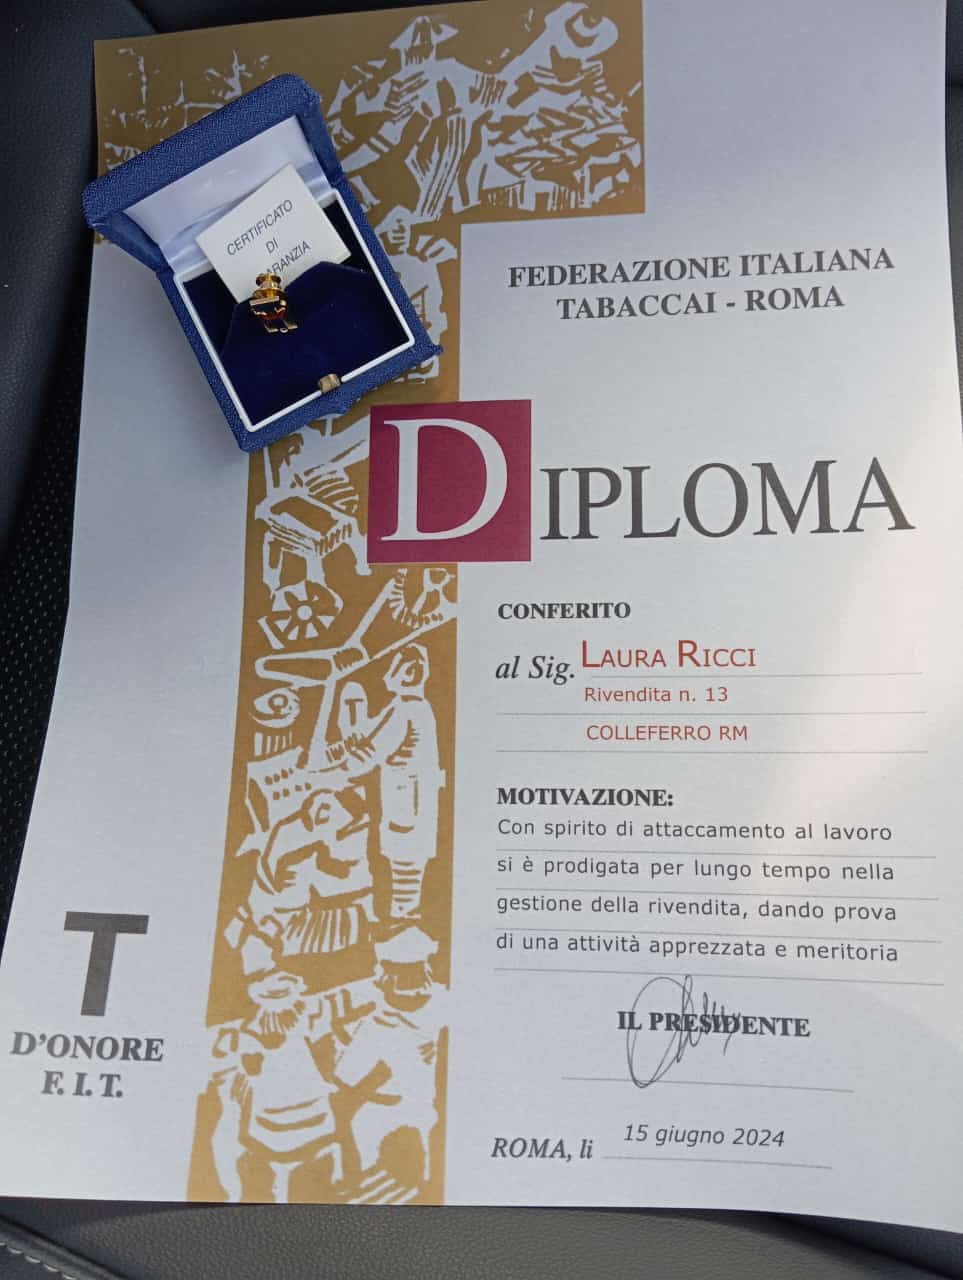 CERTIFICATO
DI
FEDERAZIONE ITALIANA
TABACCAI - ROMA
DIPLOMA
CONFERITO
al Sig. LAURA RICCI
Rivendita n. 13
COLLEFERRO RM
MOTIVAZIONE:
Con spirito di attaccamento al lavoro
si è prodigata per lungo tempo nella
gestione della rivendita, dando prova
di una attività apprezzata e meritoria
IL PRESIDENTE
ROMA, li 15 giugno 2024
T
D'ONORE
F. I. T.